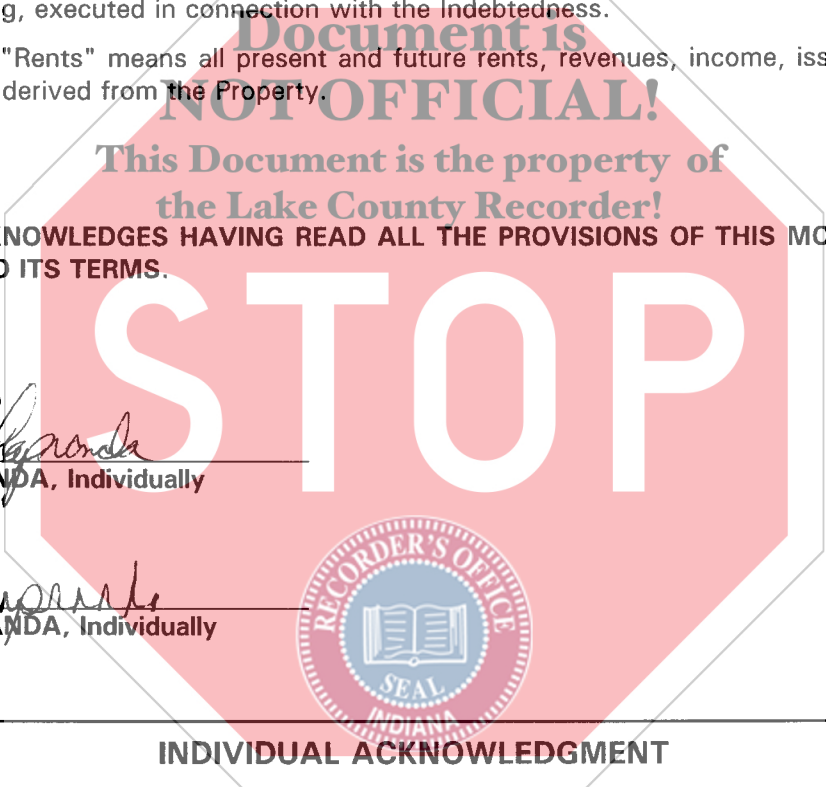 g, executed in connection with the Indebtedness.
Document is
"Rents" means all present and future rents, revenues, income, iss
derived from the Property.
NOT OFFICIAL!
This Document is the property of
the Lake County Recorder!
NOWLEDGES HAVING READ ALL THE PROVISIONS OF THIS MO
O ITS TERMS.
STOP
NDA, Individually
NDA, Individually
RECORDER'S OFFICE
SEAL
INDIANA
INDIVIDUAL ACKNOWLEDGMENT